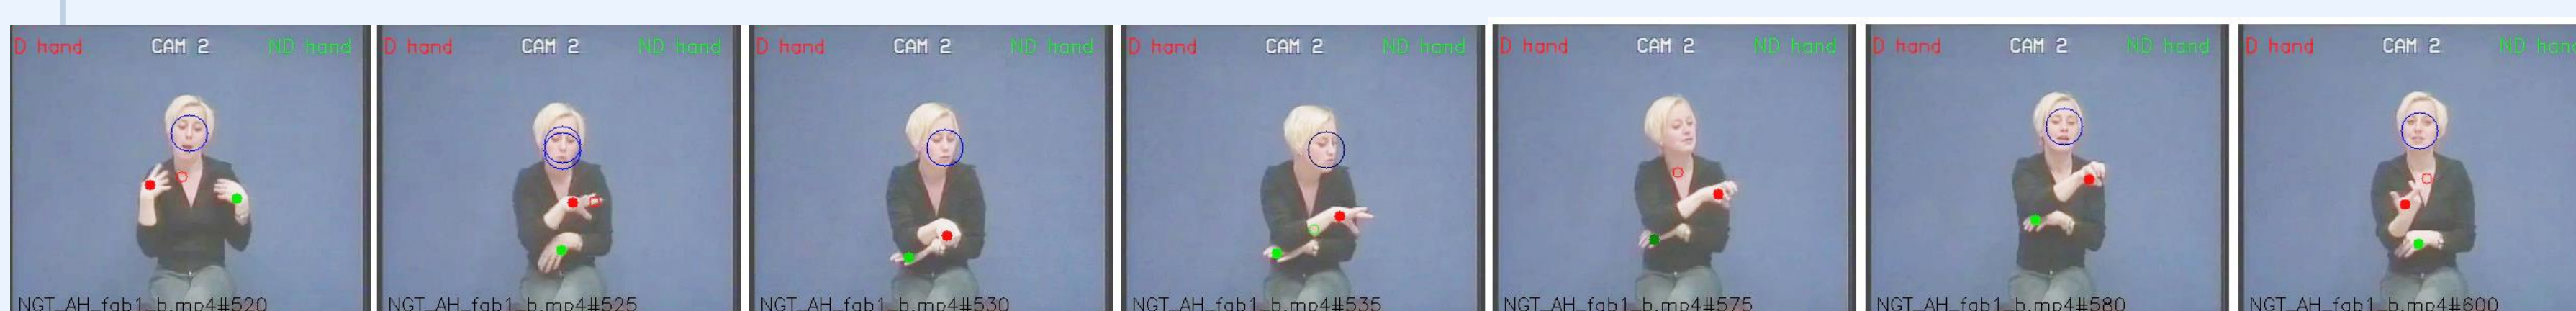 D hand CAM 2 ND hand
NGT_AH_fab1_b.mp4#520
D hand CAM 2 ND hand
NGT_AH_fab1_b.mp4#525
D hand CAM 2 ND hand
NGT_AH_fab1_b.mp4#530
D hand CAM 2 ND hand
NGT_AH_fab1_b.mp4#535
D hand CAM 2 ND hand
NGT_AH_fab1_b.mp4#575
D hand CAM 2 ND hand
NGT_AH_fab1_b.mp4#580
D hand CAM 2 ND hand
NGT_AH_fab1_b.mp4#600